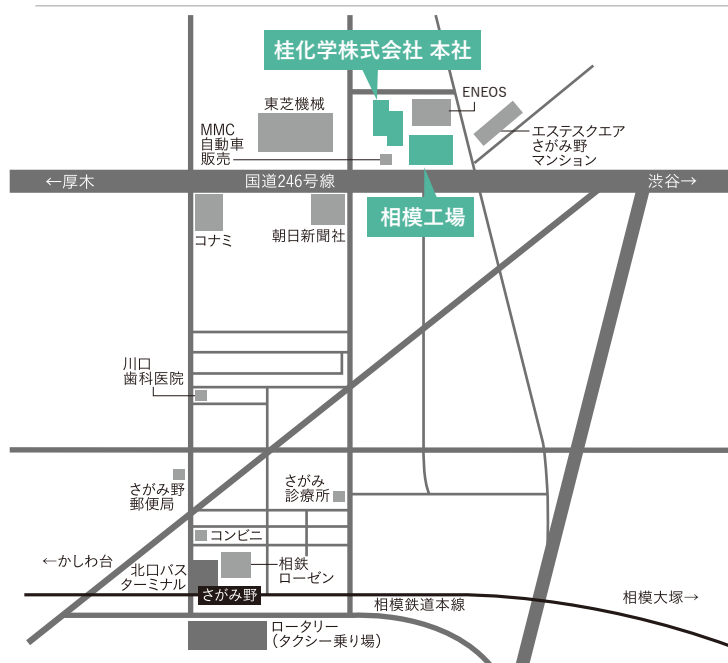 桂化学株式会社 本社
ENEOS
東芝機械
MMC
自動車
販売
エステスクエア
さがみ野
マンション
←厚木
国道246号線
渋谷→
コナミ
朝日新聞社
相模工場
川口
歯科医院
さがみ野
郵便局
さがみ
診療所
コンビニ
←かしわ台
北口バス
ターミナル
相鉄
ローゼン
さがみ野
相模鉄道本線
相模大塚→
ロータリー
（タクシー乗り場）